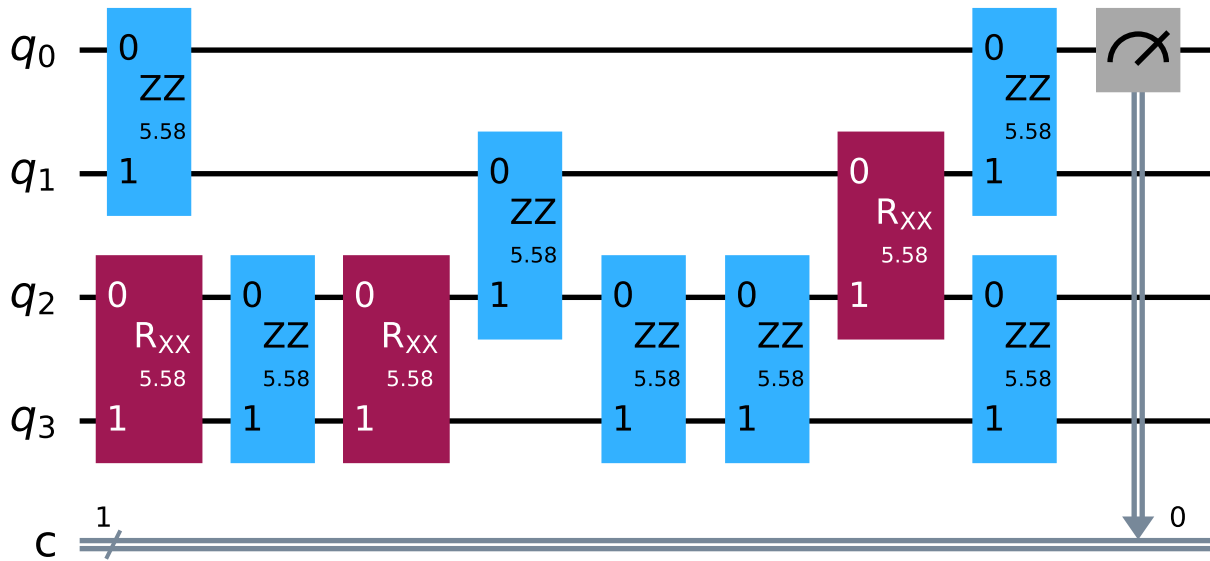 q0 0 0
ZZ ZZ
5.58 5.58
q1 1 0 0 1
ZZ RXX
5.58 5.58
q2 0 0 0 1 0 0 1 0
RXX ZZ RXX ZZ ZZ ZZ
5.58 5.58 5.58 5.58 5.58 5.58
q3 1 1 1 1 1 1
1 0
c